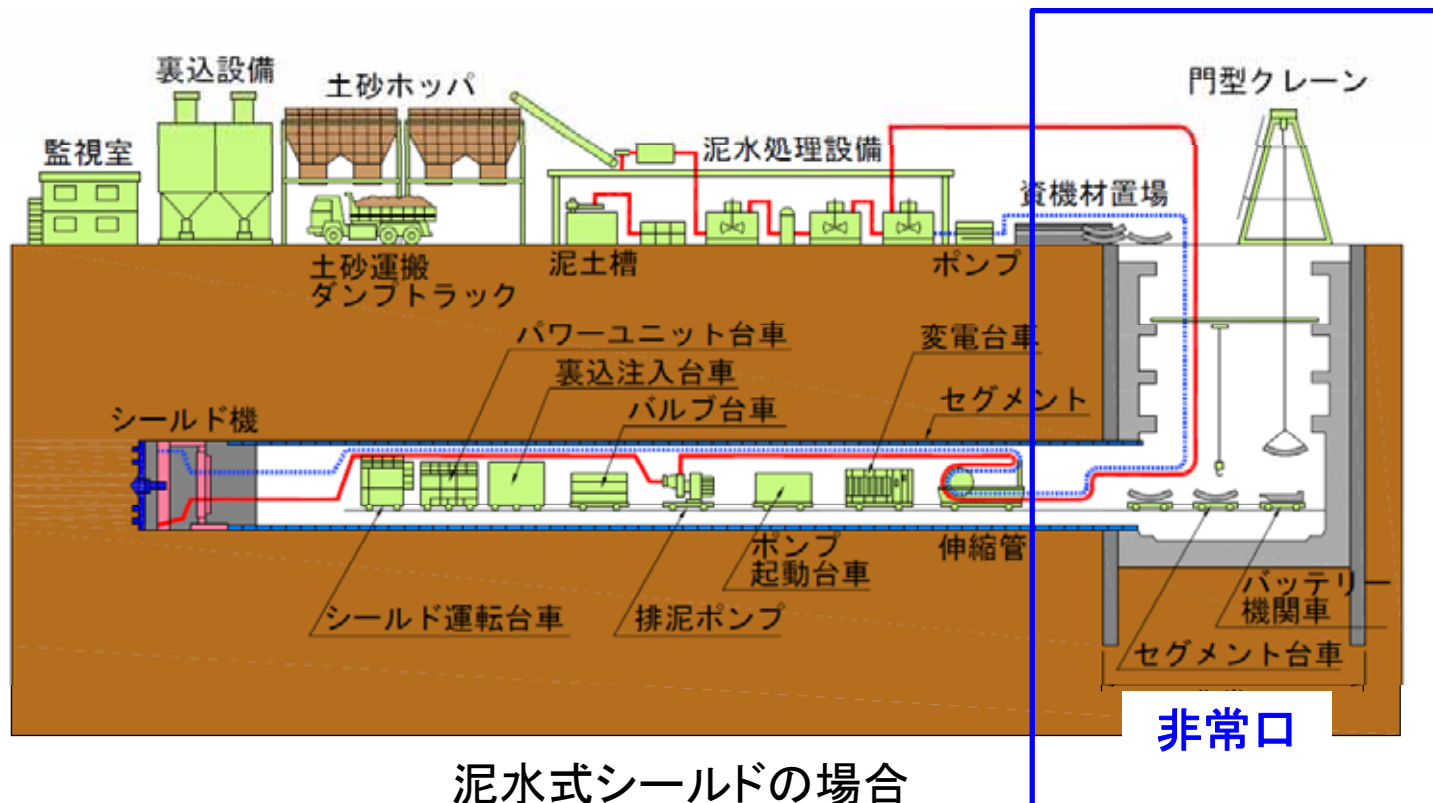 裏込設備
土砂ホッパ
門型クレーン
監視室
泥水処理設備
資機材置場
土砂運搬
ダンプトラック
泥土槽
ポンプ
パワーユニット台車
変電台車
裏込注入台車
セグメント
バルブ台車
シールド機
ポンプ
起動台車
伸縮管
バッテリー
機関車
シールド運転台車
排泥ポンプ
セグメント台車
非常口
泥水式シールドの場合